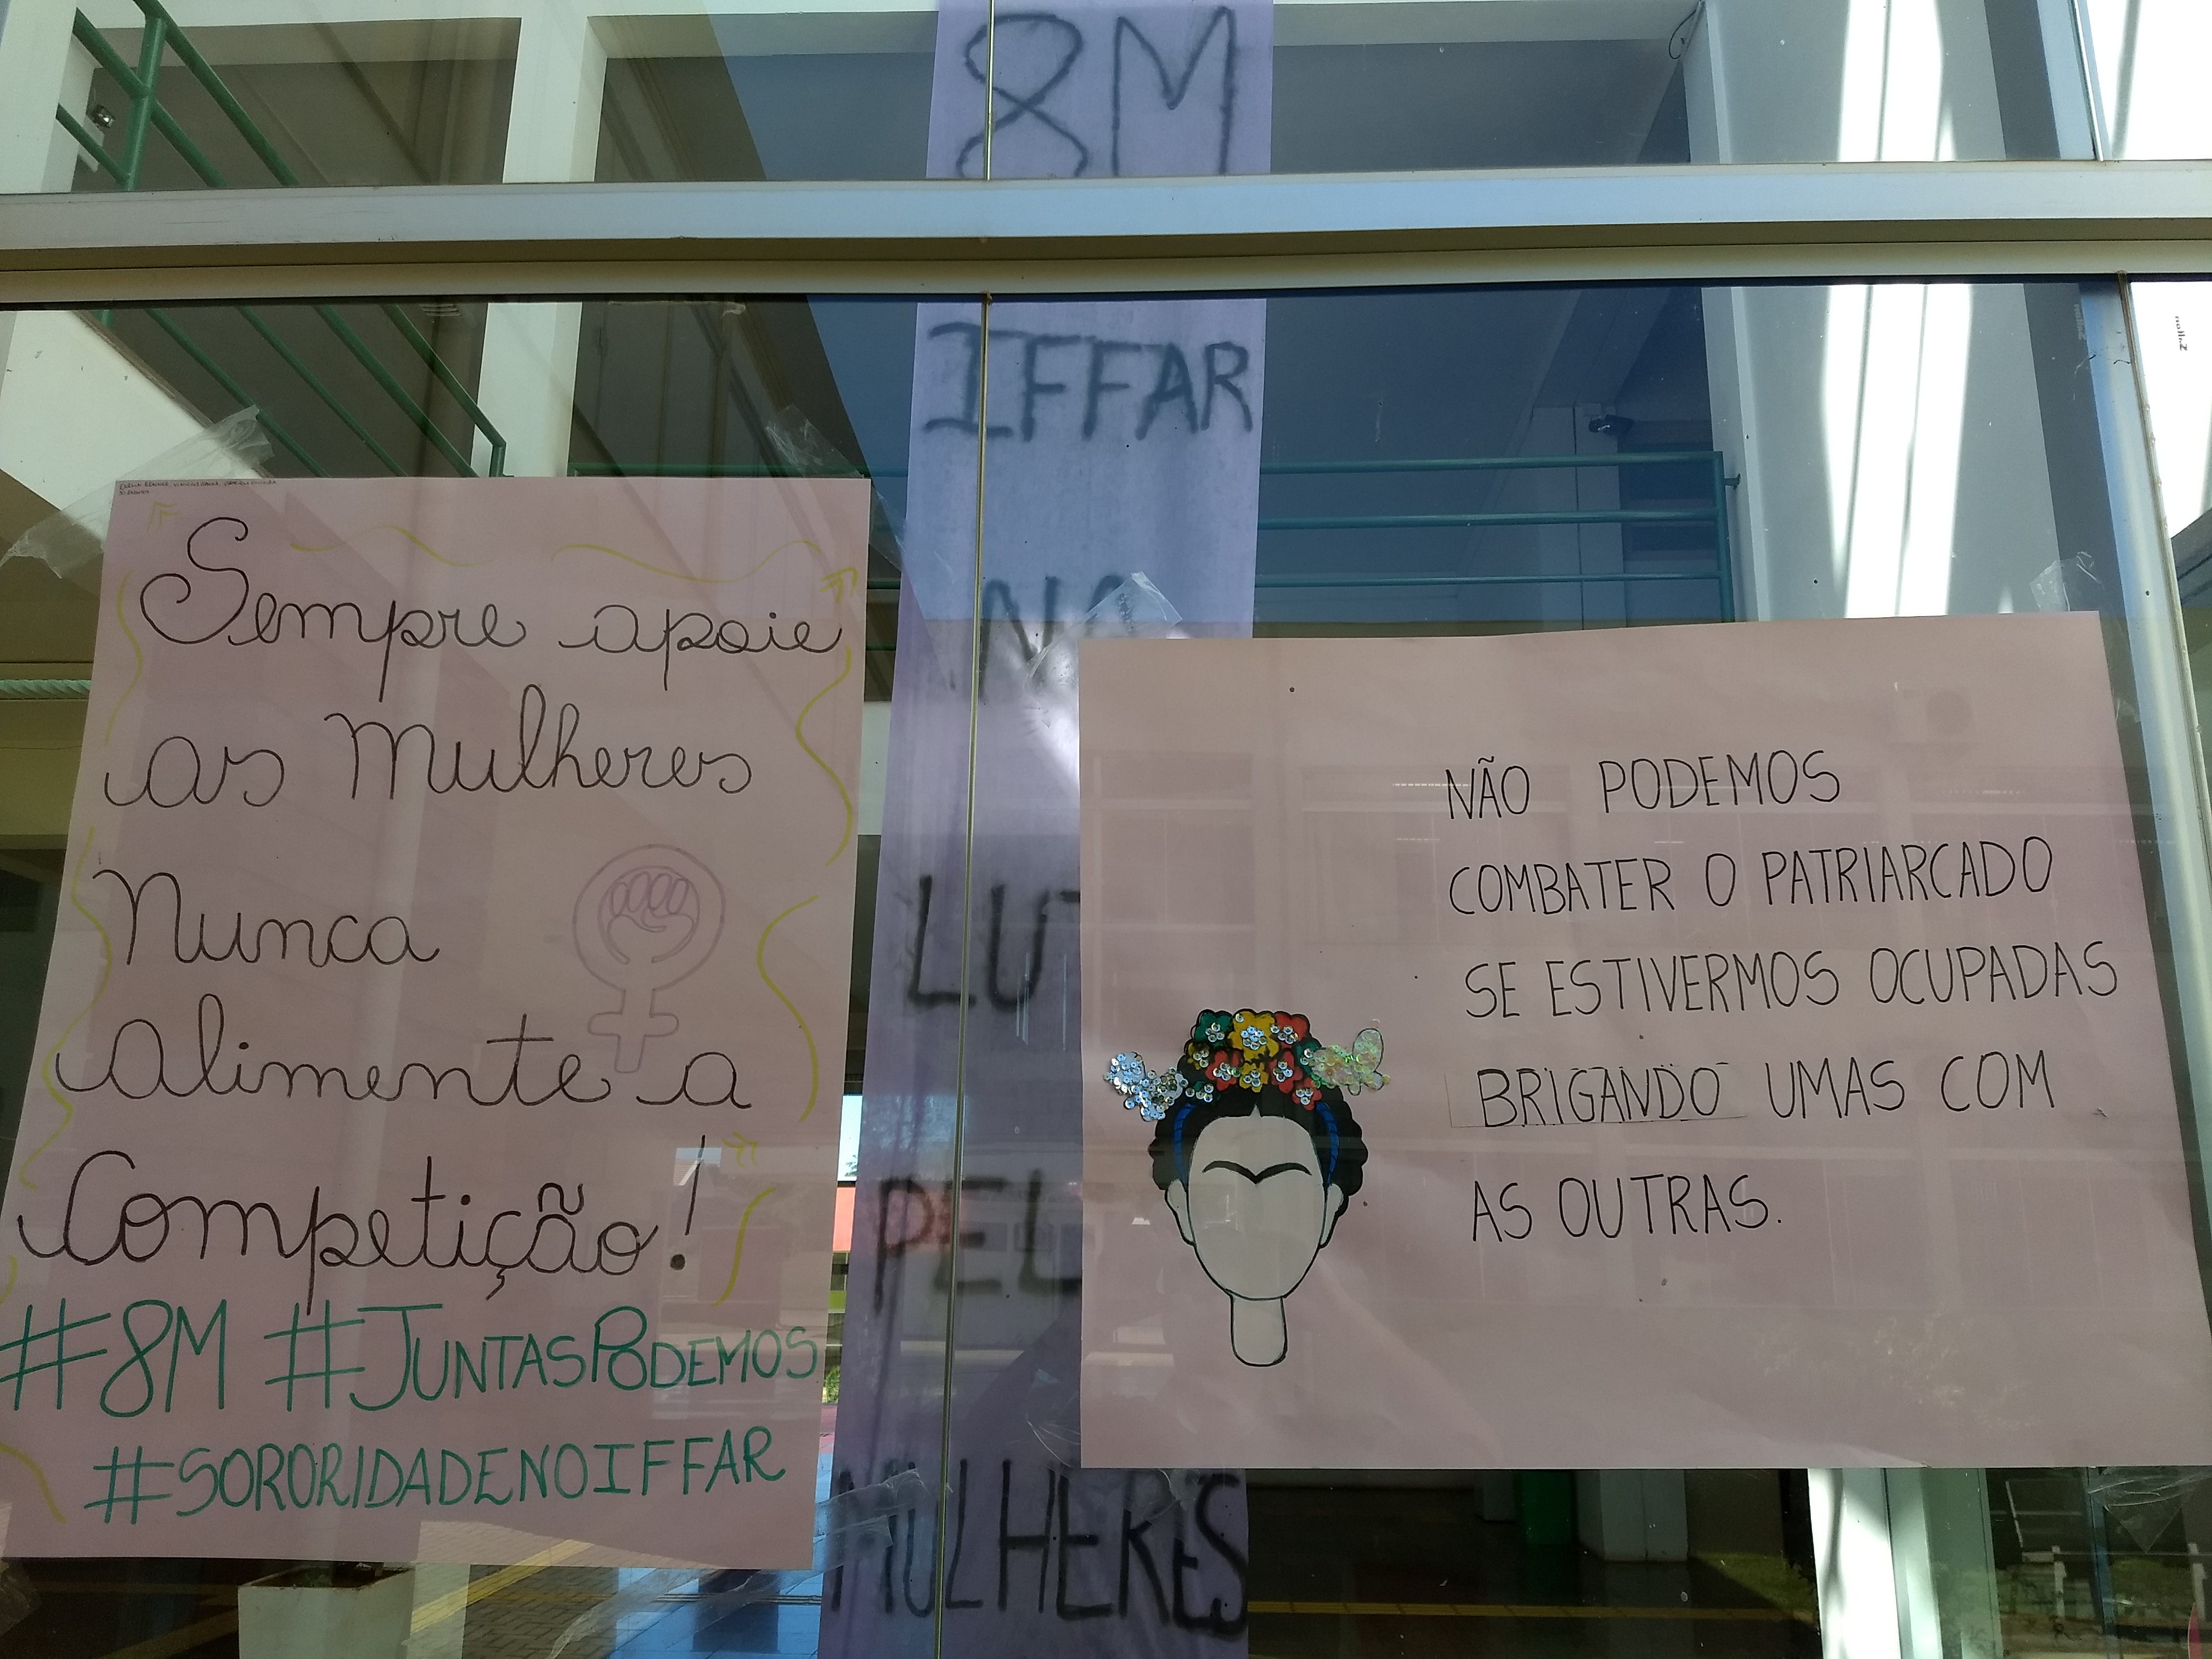 8M
IFFAR
NA
LU
PEL
MULHERES
Sempre apoie
as Mulheres
Nunca
alimente a
Competição!
#8M #JUNTASPODEMOS
#SORORIDADENOIFFAR
NÃO PODEMOS
COMBATER O PATRIARCADO
SE ESTIVERMOS OCUPADAS
BRIGANDO UMAS COM
AS OUTRAS.